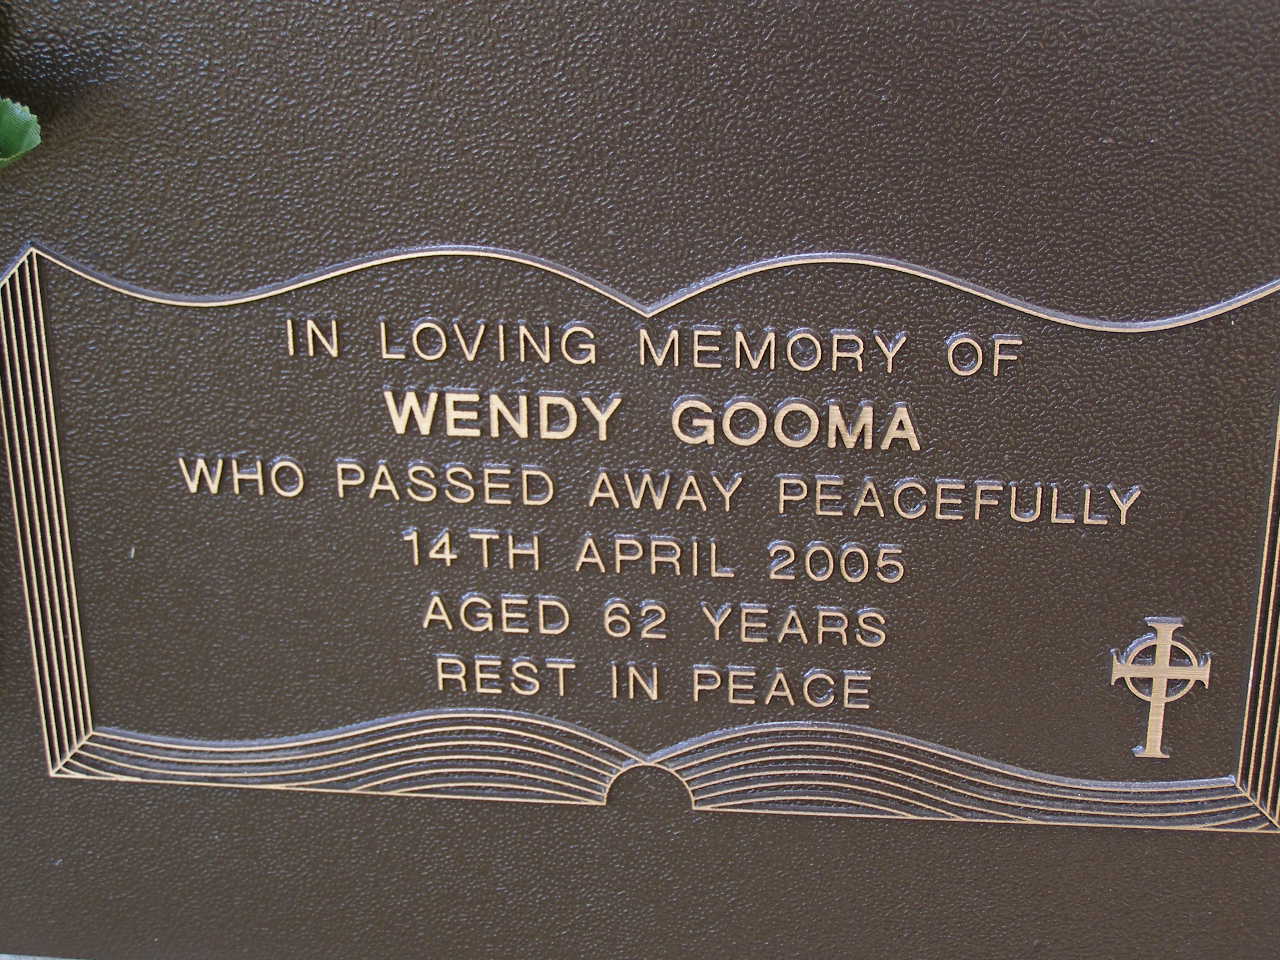 IN LOVING MEMORY OF
WENDY GOOMA
WHO PASSED AWAY PEACEFULLY
14TH APRIL 2005
AGED 62 YEARS
REST IN PEACE